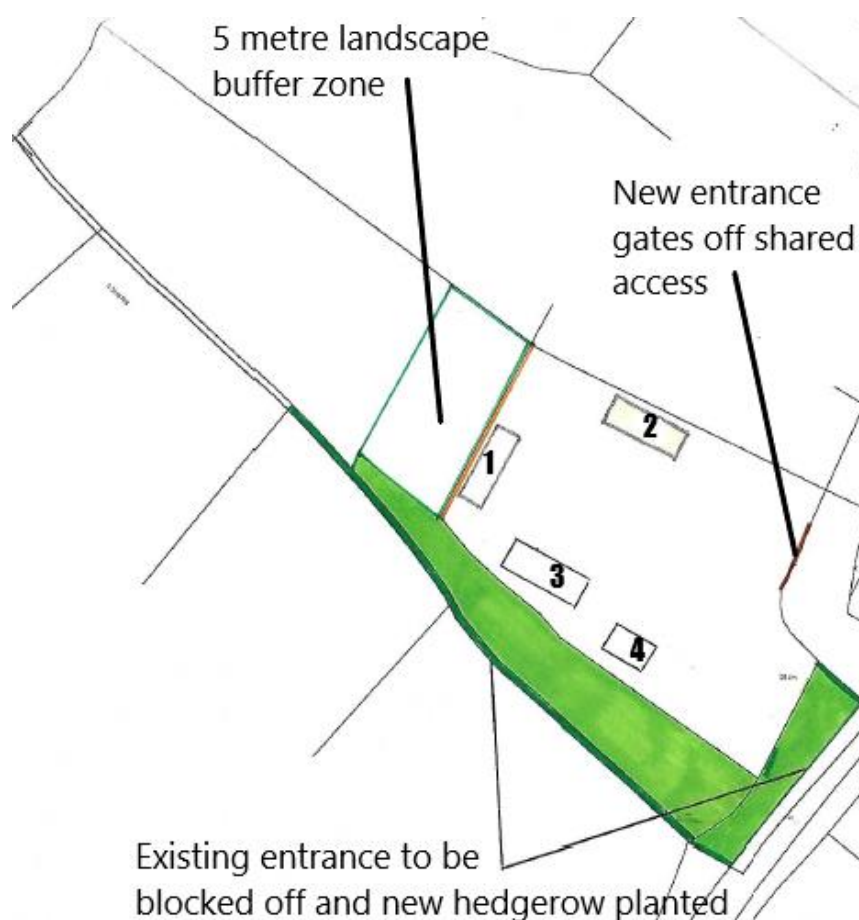 5 metre landscape
buffer zone
New entrance
gates off shared
access
2
1
3
4
Existing entrance to be
blocked off and new hedgerow planted